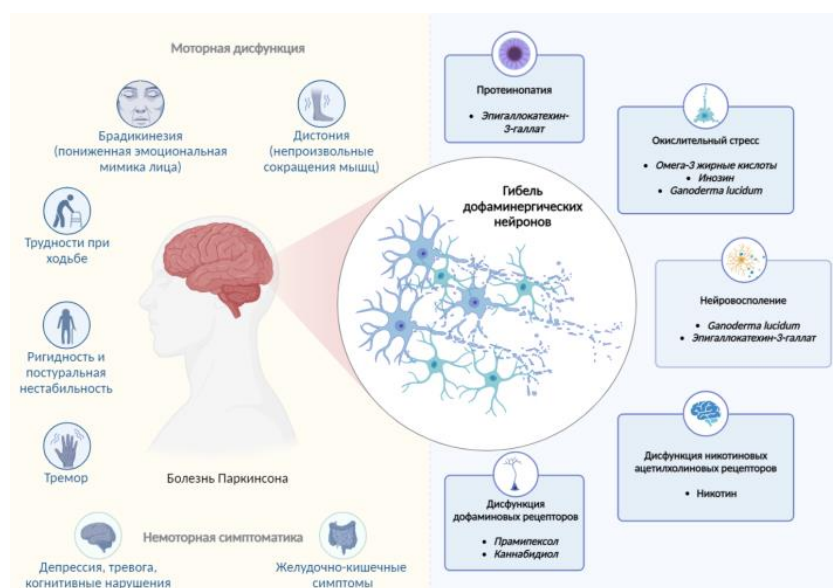 Моторная дисфункция
Брадикинезия
(пониженная эмоциональная
мимика лица)
Дистония
(непроизвольные
сокращения мышц)
Трудности при
ходьбе
Ригидность и
постуральная
нестабильность
Тремор
Болезнь Паркинсона
Немоторная симптоматика
Депрессия, тревога,
когнитивные нарушения
Желудочно-кишечные
симптомы
Гибель
дофаминергических
нейронов
Протеинопатия
• Эпигаллокатехин-
3-галлат
Окислительный стресс
• Омега-3 жирные кислоты
• Инозин
• Ganoderma lucidum
Нейровосполение
• Ganoderma lucidum
• Эпигаллокатехин-3-галлат
Дисфункция никотиновых
ацетилхолиновых рецепторов
• Никотин
Дисфункция
дофаминовых рецепторов
• Прамипексол
• Каннабидиол